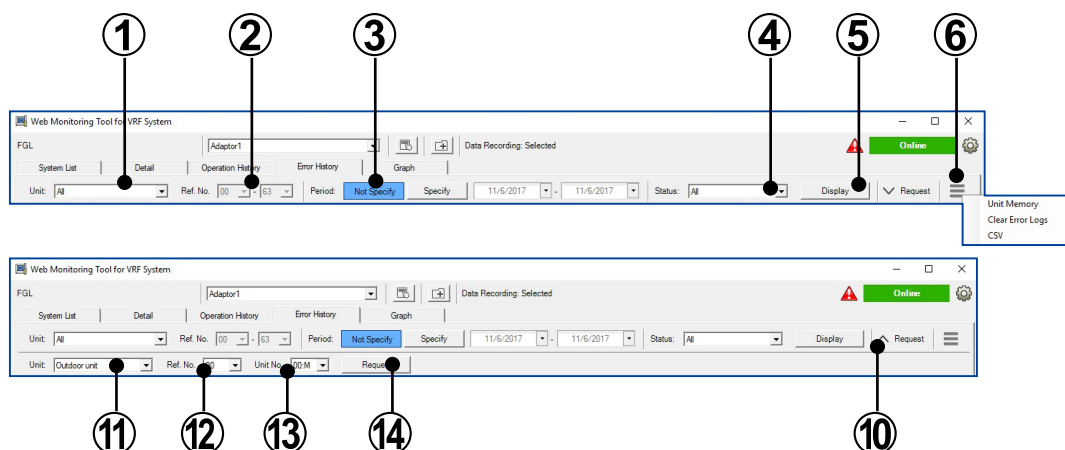 1 2 3 4 5 6
Web Monitoring Tool for VRF System
FGL Adaptor1 Data Recording: Selected Online
System List Detail Operation History Error History Graph
Unit: All Ref. No. 00 - 63 Period: Not Specify Specify 11/6/2017 - 11/6/2017 Status: All Display Request
Unit Memory
Clear Error Logs
CSV
Web Monitoring Tool for VRF System
FGL Adaptor1 Data Recording: Selected Online
System List Detail Operation History Error History Graph
Unit: All Ref. No. 00 - 63 Period: Not Specify Specify 11/6/2017 - 11/6/2017 Status: All Display Request
Unit: Outdoor unit Ref. No. 00 Unit No. 00:M Request
11 12 13 14 10